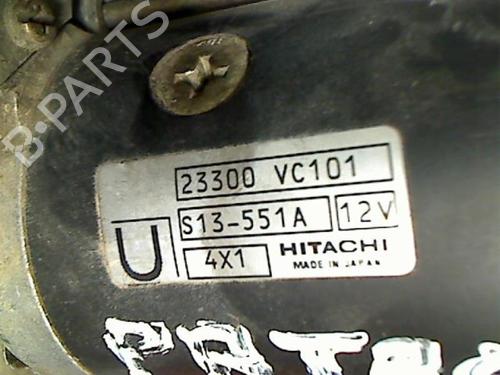 B-PARTS
23300 VC101
S13-551A 12V
U 4X1 HITACHI
MADE IN JAPAN